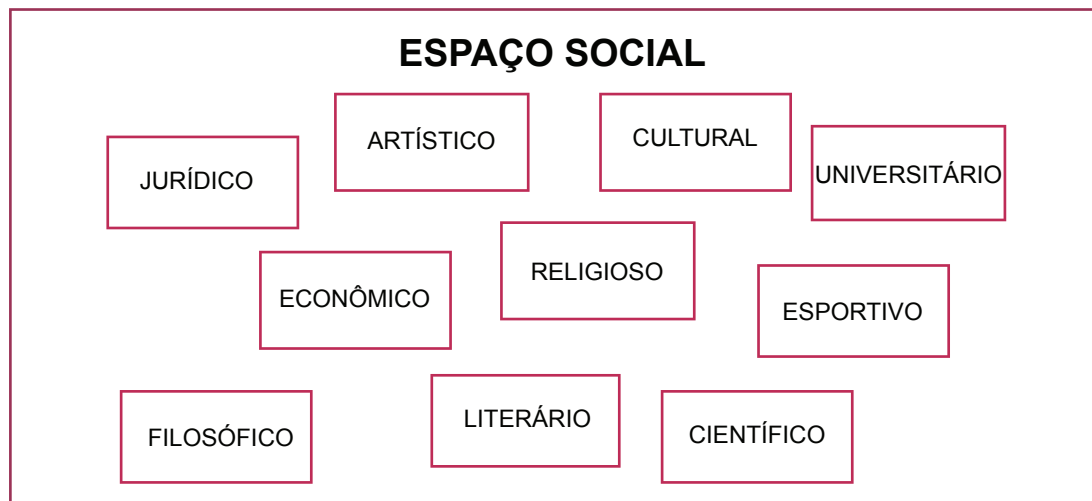 ESPAÇO SOCIAL
ARTÍSTICO
CULTURAL
JURÍDICO
UNIVERSITÁRIO
RELIGIOSO
ECONÔMICO
ESPORTIVO
LITERÁRIO
FILOSÓFICO
CIENTÍFICO